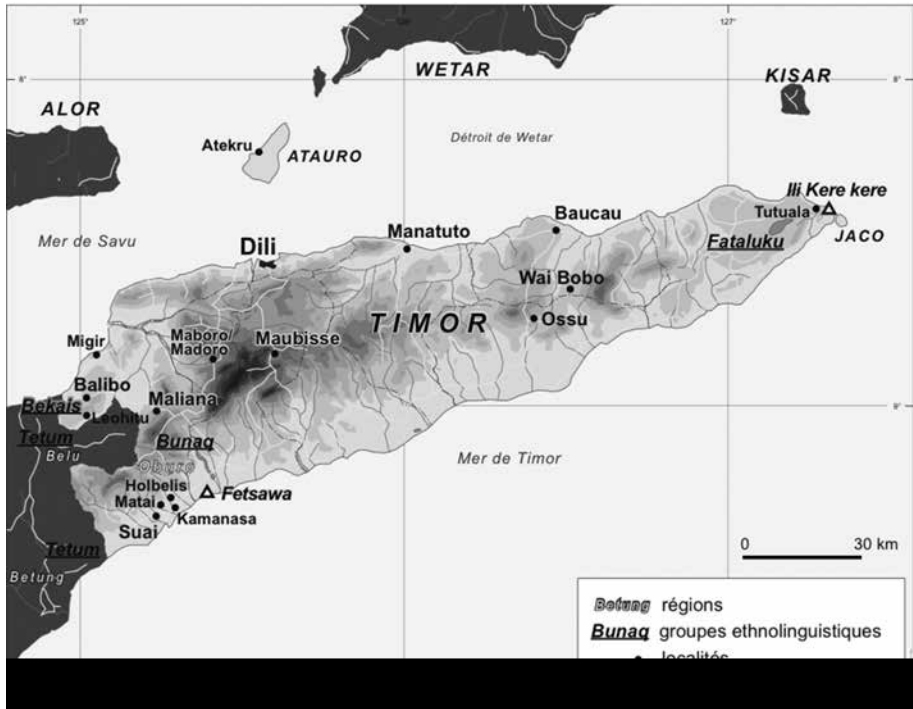 125°
127°
8°
8°
WETAR
KISAR
ALOR
Atekru
ATAURO
Détroit de Wetar
Ili Kere kere
Tutuala
JACO
Mer de Savu
Dili
Manatuto
Baucau
Fataluku
Wai Bobo
TIMOR
Ossu
Migir
Maboro/
Madoro
Maubisse
Balibo
Bekais
Maliana
Leohitu
Tetum
Bunaq
Belu
9°
Mer de Timor
Holbelis
Fetsawa
Matai
Kamanasa
Suai
Tetum
0 30 km
Betung
Betung régions
Bunaq groupes ethnolinguistiques
localités